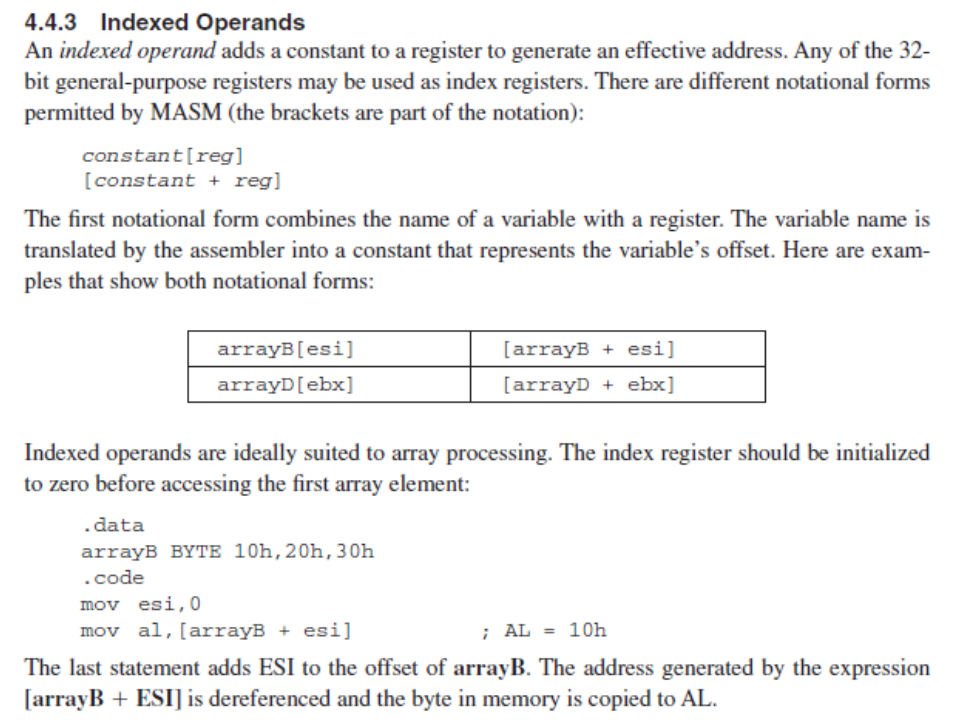 4.4.3 Indexed Operands
An indexed operand adds a constant to a register to generate an effective address. Any of the 32-
bit general-purpose registers may be used as index registers. There are different notational forms
permitted by MASM (the brackets are part of the notation):
constant[reg]
[constant + reg]
The first notational form combines the name of a variable with a register. The variable name is
translated by the assembler into a constant that represents the variable's offset. Here are exam-
ples that show both notational forms:
arrayB[esi] [arrayB + esi]
arrayD[ebx] [arrayD + ebx]
Indexed operands are ideally suited to array processing. The index register should be initialized
to zero before accessing the first array element:
.data
arrayB BYTE 10h,20h,30h
.code
mov esi,0
mov al,[arrayB + esi] ; AL = 10h
The last statement adds ESI to the offset of arrayB. The address generated by the expression
[arrayB + ESI] is dereferenced and the byte in memory is copied to AL.